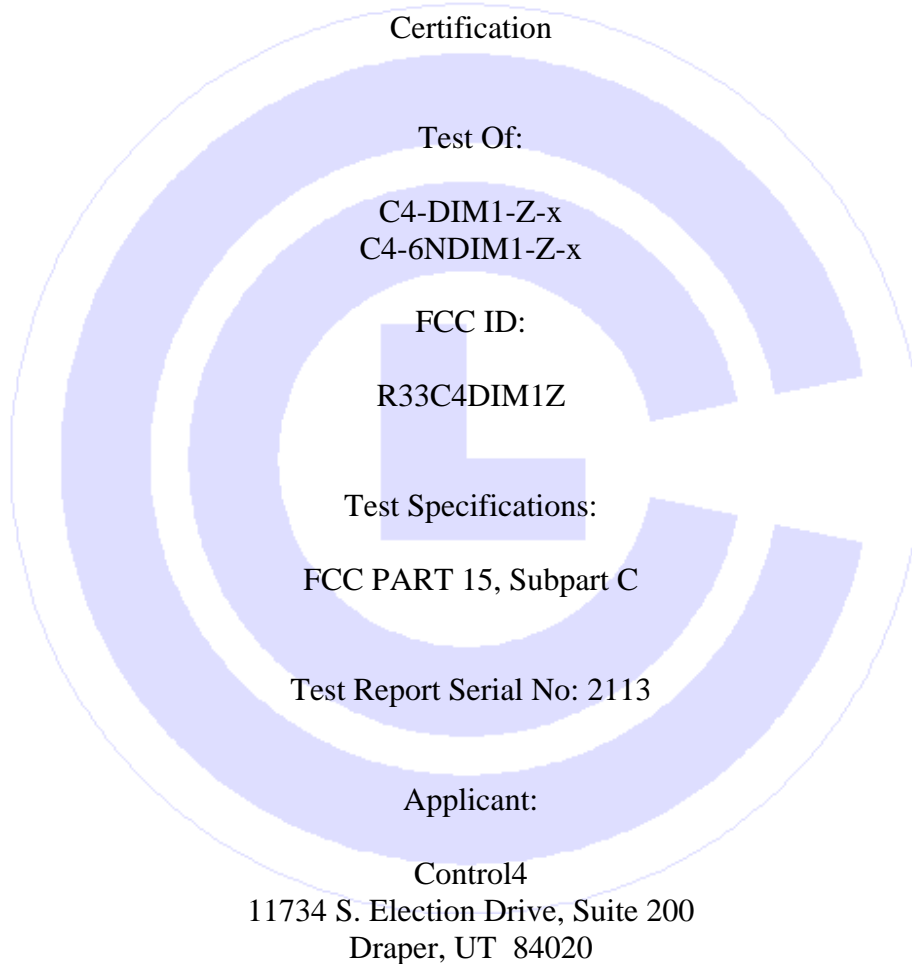 Certification
Test Of:
C4-DIM1-Z-x
C4-6NDIM1-Z-x
FCC ID:
R33C4DIM1Z
Test Specifications:
FCC PART 15, Subpart C
Test Report Serial No: 2113
Applicant:
Control4
11734 S. Election Drive, Suite 200
Draper, UT  84020